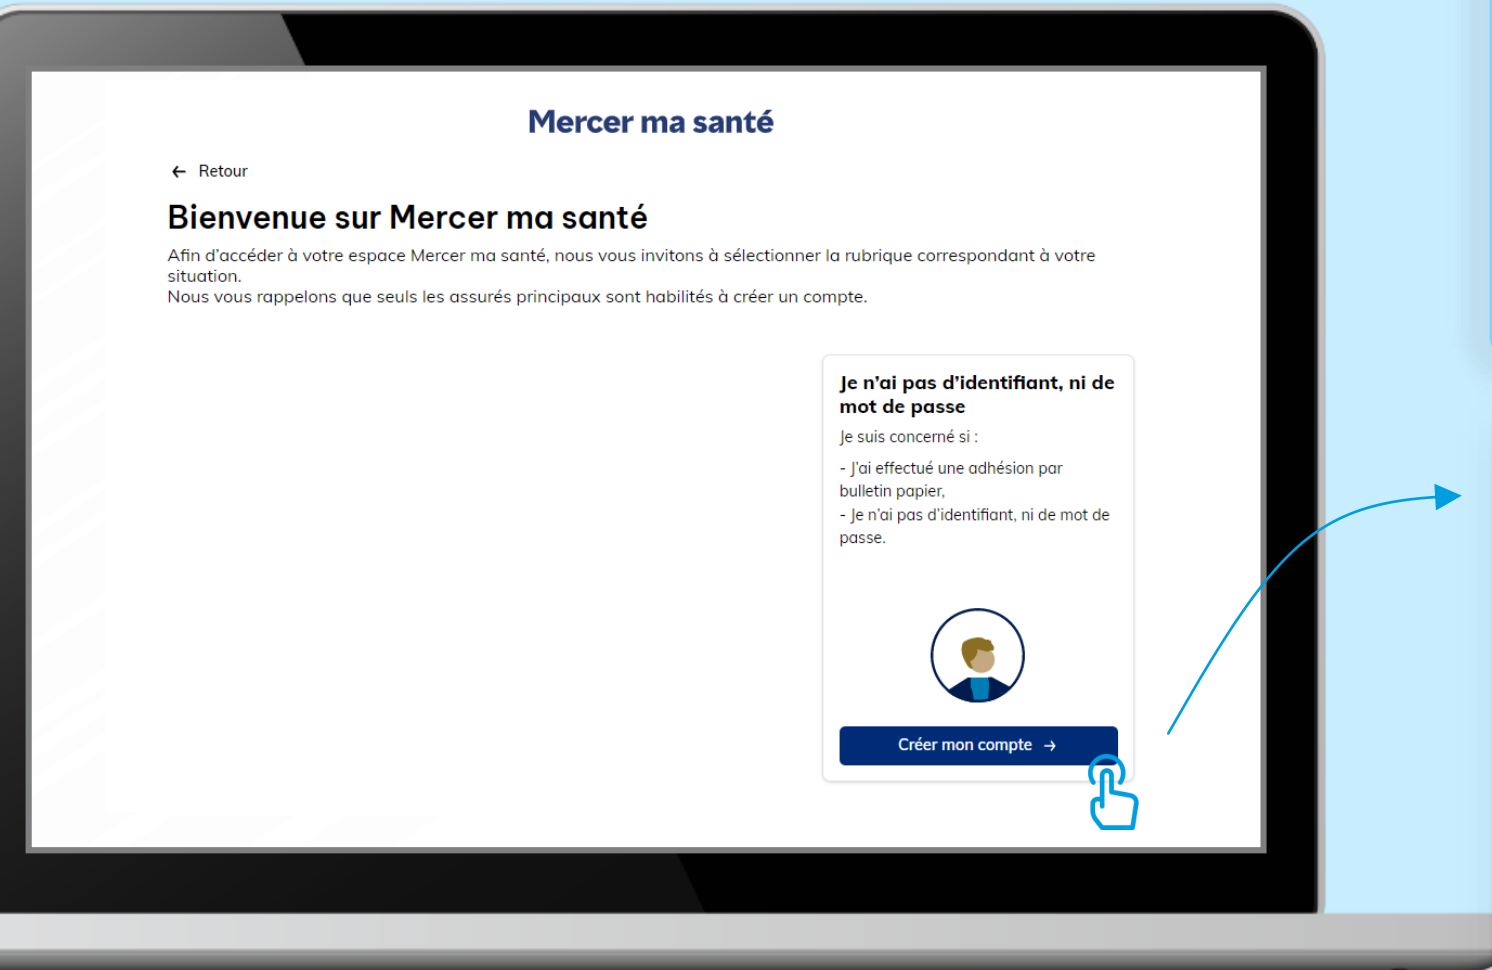 Mercer ma santé
← Retour
Bienvenue sur Mercer ma santé
Afin d'accéder à votre espace Mercer ma santé, nous vous invitons à sélectionner la rubrique correspondant à votre
situation.
Nous vous rappelons que seuls les assurés principaux sont habilités à créer un compte.
Je n'ai pas d'identifiant, ni de
mot de passe
Je suis concerné si :
- J'ai effectué une adhésion par
bulletin papier,
- Je n'ai pas d'identifiant, ni de mot de
passe.
Créer mon compte →